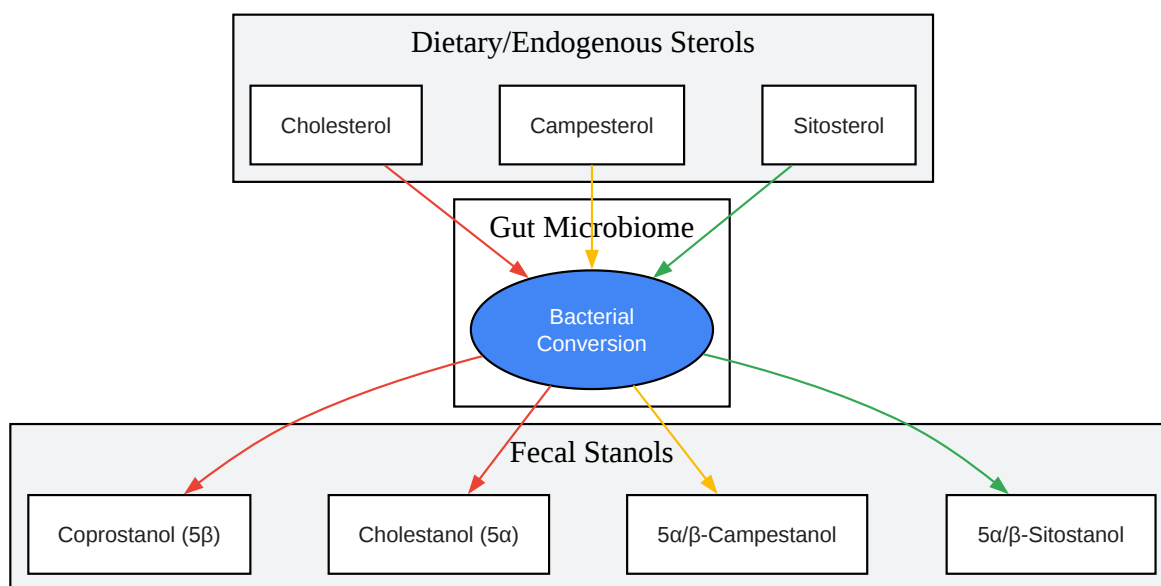 Dietary/Endogenous Sterols
Cholesterol
Campesterol
Sitosterol
Gut Microbiome
Bacterial
Conversion
Fecal Stanols
Coprostanol (5β)
Cholestanol (5α)
5α/β-Campestanol
5α/β-Sitostanol